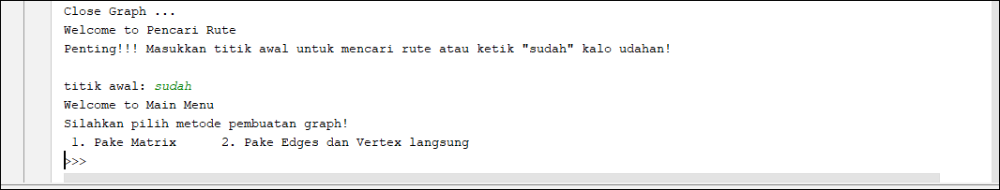 Close Graph ...
Welcome to Pencari Rute
Penting!!! Masukkan titik awal untuk mencari rute atau ketik "sudah" kalo udahan!
titik awal: sudah
Welcome to Main Menu
Silahkan pilih metode pembuatan graph!
1. Pake Matrix      2. Pake Edges dan Vertex langsung
>>>